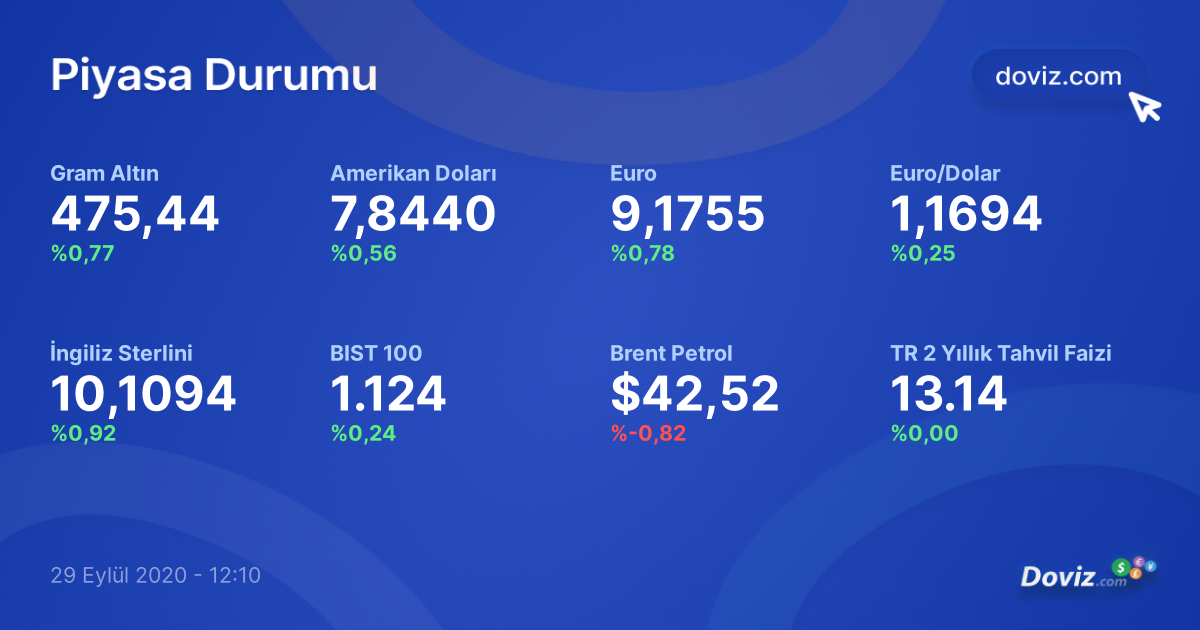 Piyasa Durumu
doviz.com
Gram Altın
475,44
%0,77
Amerikan Doları
7,8440
%0,56
Euro
9,1755
%0,78
Euro/Dolar
1,1694
%0,25
İngiliz Sterlini
10,1094
%0,92
BIST 100
1.124
%0,24
Brent Petrol
$42,52
%-0,82
TR 2 Yıllık Tahvil Faizi
13.14
%0,00
29 Eylül 2020 - 12:10
Doviz.com $ € £ ¥